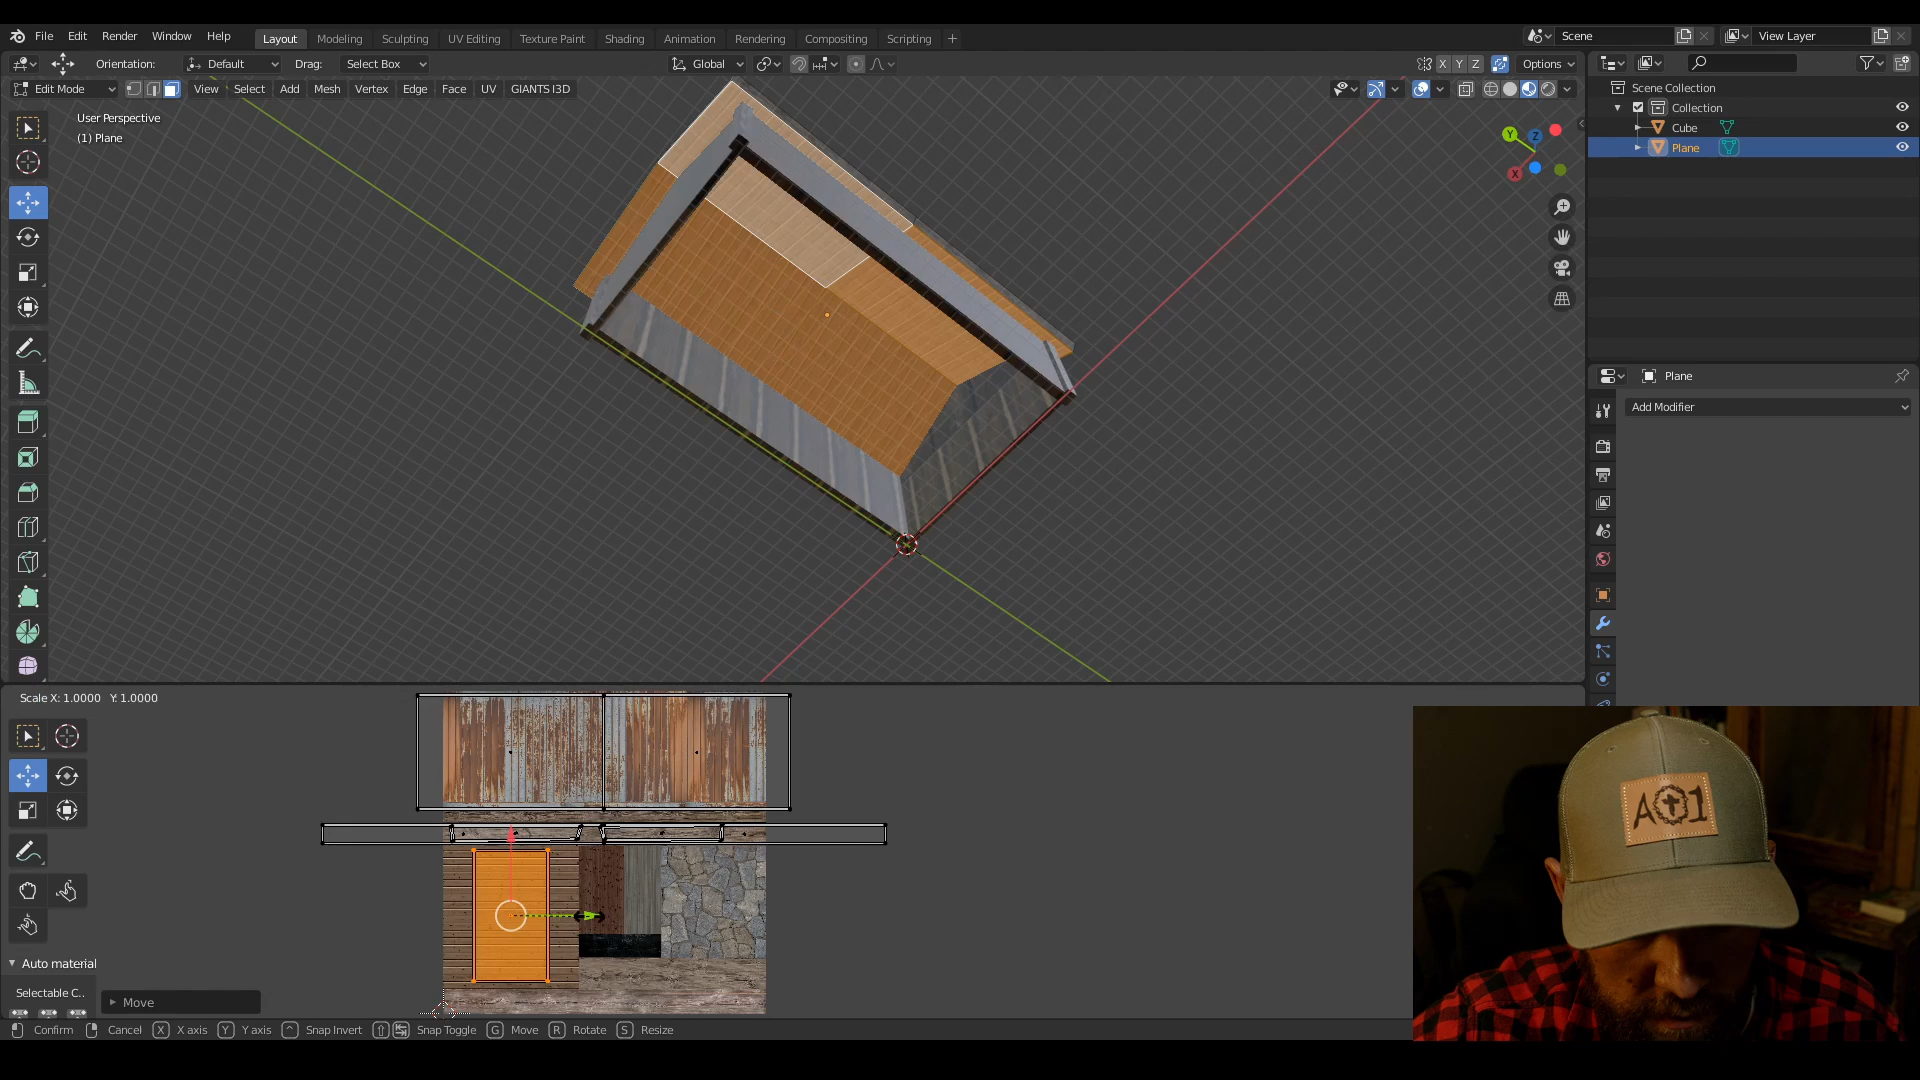 File Edit Render Window Help Layout Modeling Sculpting UV Editing Texture Paint Shading Animation Rendering Compositing Scripting Scene View Layer
Orientation: Default Drag: Select Box Global X Y Z Options
Edit Mode View Select Add Mesh Vertex Edge Face UV GIANTS I3D
Scene Collection
Collection
Cube
Plane
User Perspective
(1) Plane
Y Z X
Plane
Add Modifier
Scale X: 1.0000 Y: 1.0000
A 1
Auto material
Selectable C..
Move
Confirm Cancel X X axis Y Y axis ^ Snap Invert Snap Toggle G Move R Rotate S Resize